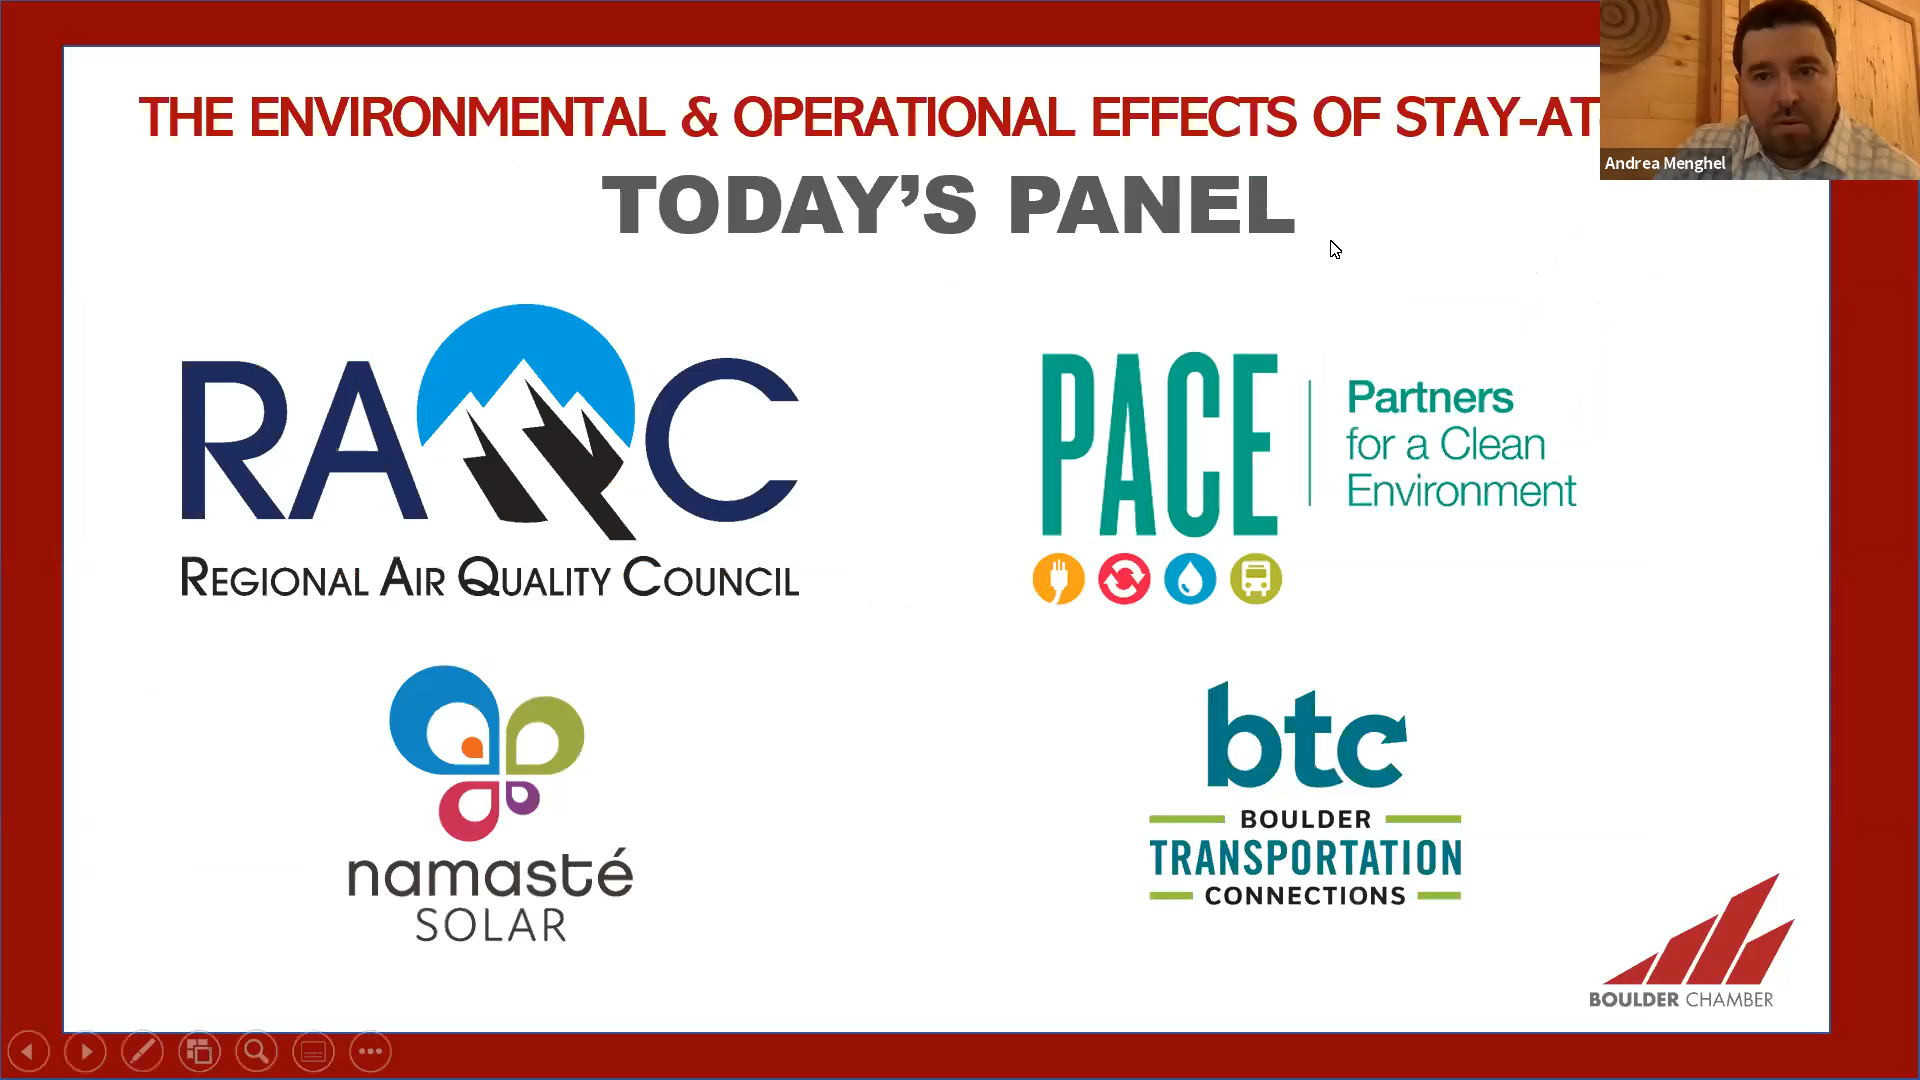 THE ENVIRONMENTAL & OPERATIONAL EFFECTS OF STAY-AT
Andrea Menghel
TODAY’S PANEL
RAQC
REGIONAL AIR QUALITY COUNCIL
PACE
Partners
for a Clean
Environment
namasté
SOLAR
btc
BOULDER
TRANSPORTATION
CONNECTIONS
BOULDER CHAMBER